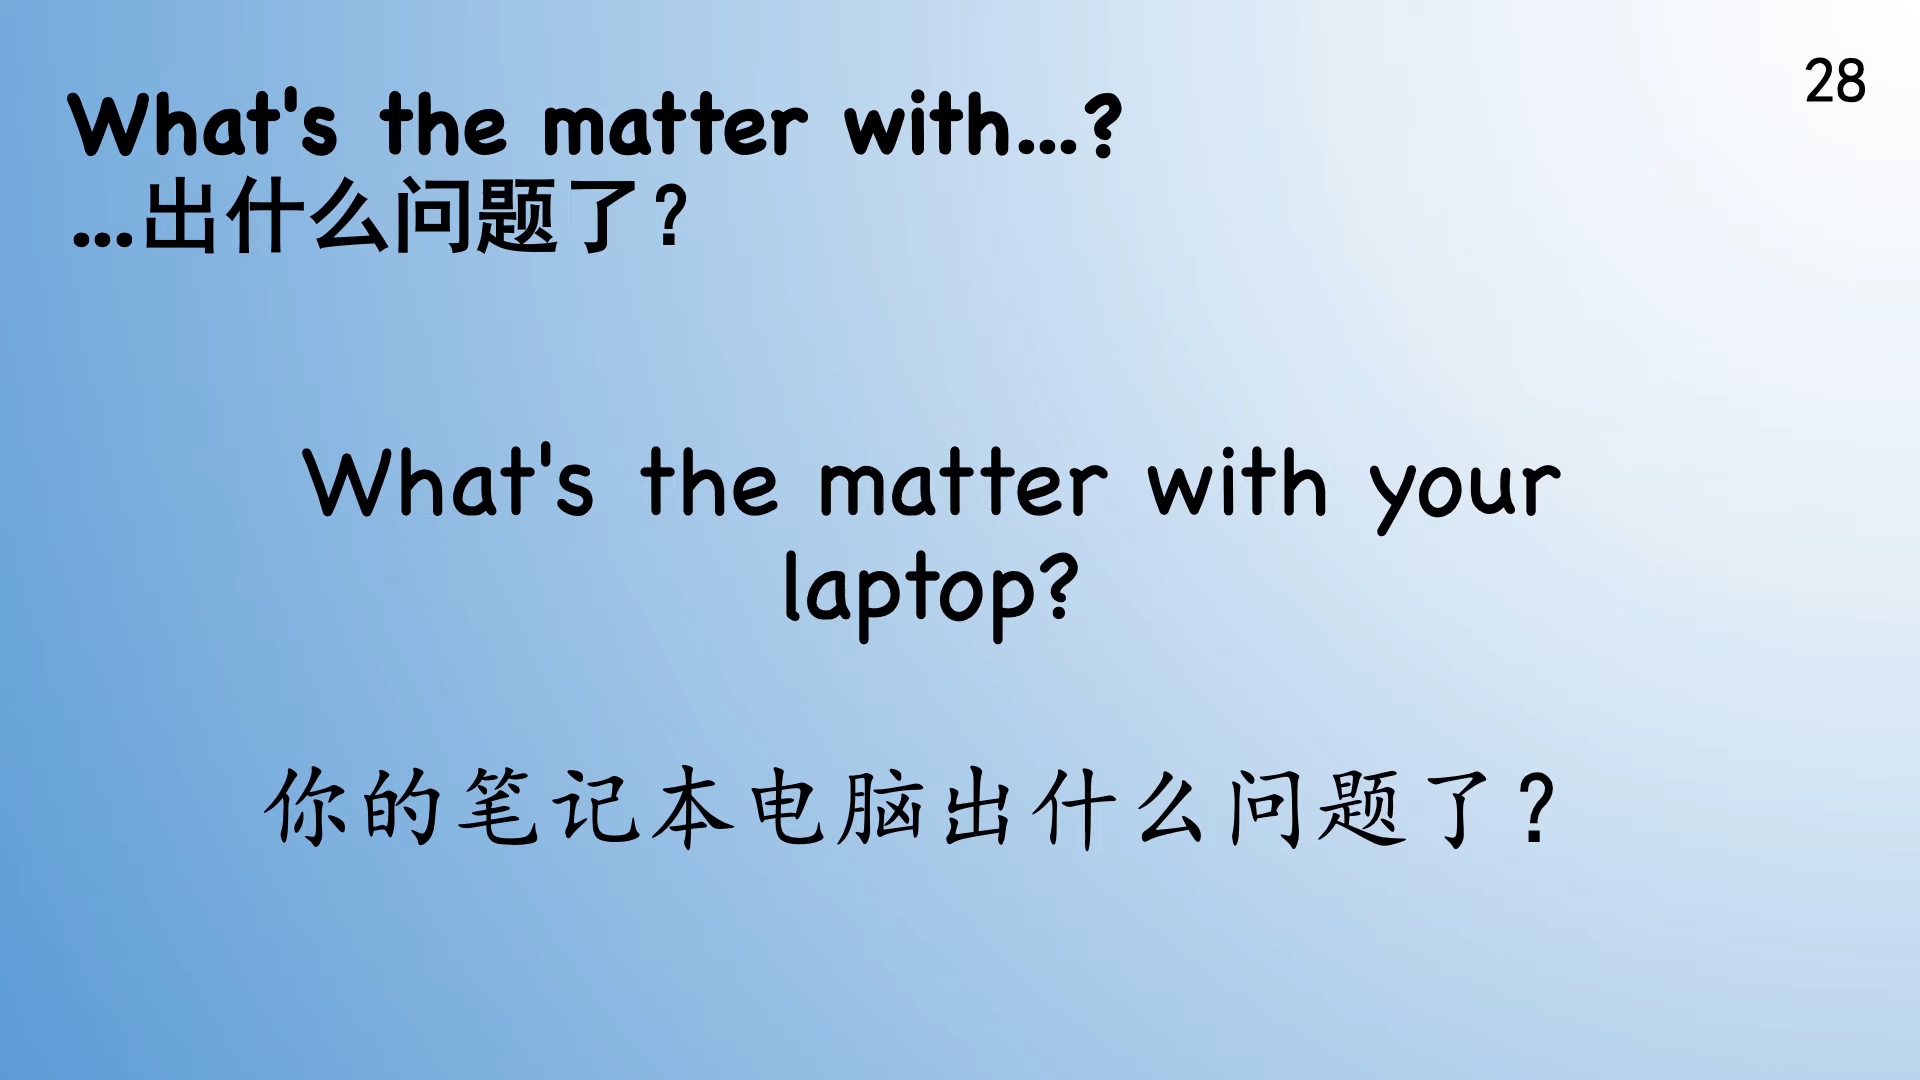 28
What's the matter with...?
...出什么问题了？
What's the matter with your
laptop?
你的笔记本电脑出什么问题了？